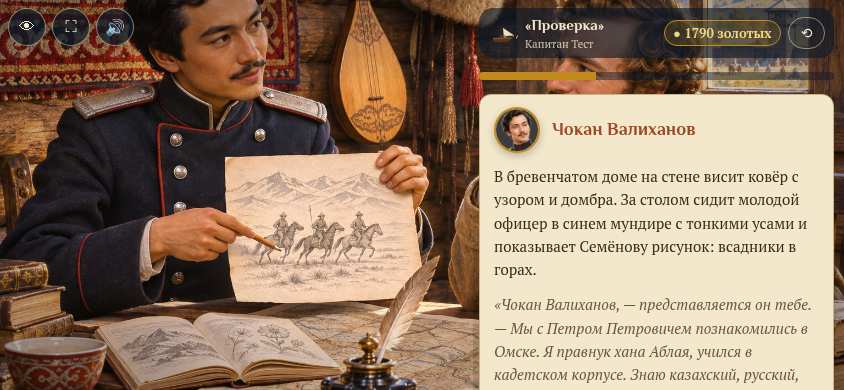 «Проверка»
Капитан Тест
1790 золотых
Чокан Валиханов
В бревенчатом доме на стене висит ковёр с
узором и домбра. За столом сидит молодой
офицер в синем мундире с тонкими усами и
показывает Семёнову рисунок: всадники в
горах.
«Чокан Валиханов, — представляется он тебе.
— Мы с Петром Петровичем познакомились в
Омске. Я правнук хана Аблая, учился в
кадетском корпусе. Знаю казахский, русский,